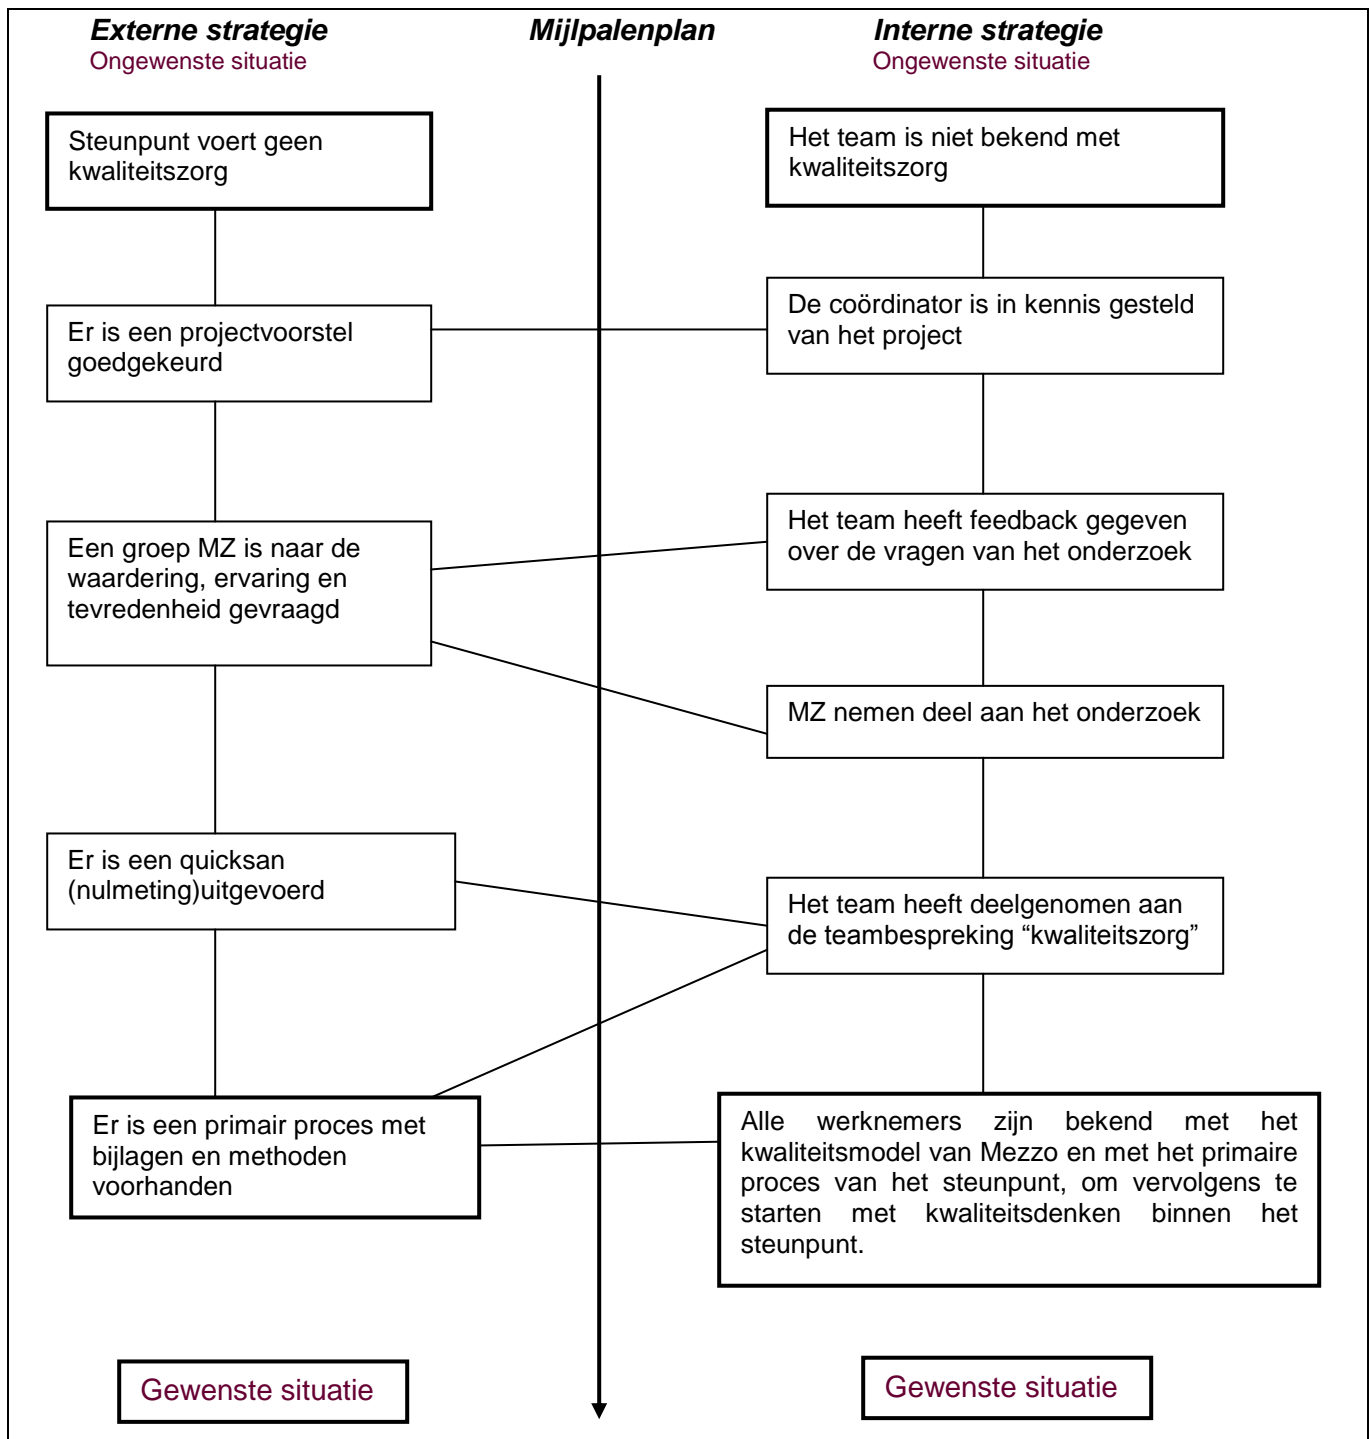 Externe strategie
Mijlpalenplan
Interne strategie
Ongewenste situatie
Ongewenste situatie
Steunpunt voert geen
kwaliteitszorg
Het team is niet bekend met
kwaliteitszorg
Er is een projectvoorstel
goedgekeurd
De coördinator is in kennis gesteld
van het project
Een groep MZ is naar de
waardering, ervaring en
tevredenheid gevraagd
Het team heeft feedback gegeven
over de vragen van het onderzoek
MZ nemen deel aan het onderzoek
Er is een quicksan
(nulmeting)uitgevoerd
Het team heeft deelgenomen aan
de teambespreking “kwaliteitszorg”
Er is een primair proces met
bijlagen en methoden
voorhanden
Alle werknemers zijn bekend met het
kwaliteitsmodel van Mezzo en met het primaire
proces van het steunpunt, om vervolgens te
starten met kwaliteitsdenken binnen het
steunpunt.
Gewenste situatie
Gewenste situatie